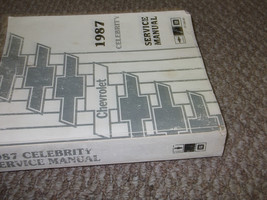 1987
CELEBRITY
SERVICE
MANUAL
Chevrolet
1987 CELEBRITY
SERVICE MANUAL